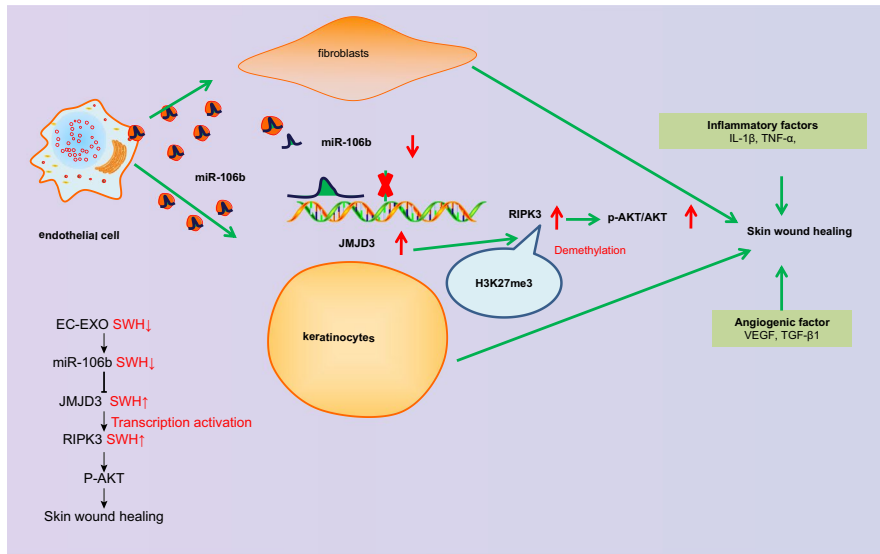 fibroblasts
miR-106b
miR-106b
endothelial cell
JMJD3
RIPK3
p-AKT/AKT
Demethylation
H3K27me3
keratinocytes
Inflammatory factors
IL-1β, TNF-α,
Skin wound healing
Angiogenic factor
VEGF, TGF-β1
EC-EXO SWH↓
miR-106b SWH↓
JMJD3 SWH↑
Transcription activation
RIPK3 SWH↑
P-AKT
Skin wound healing